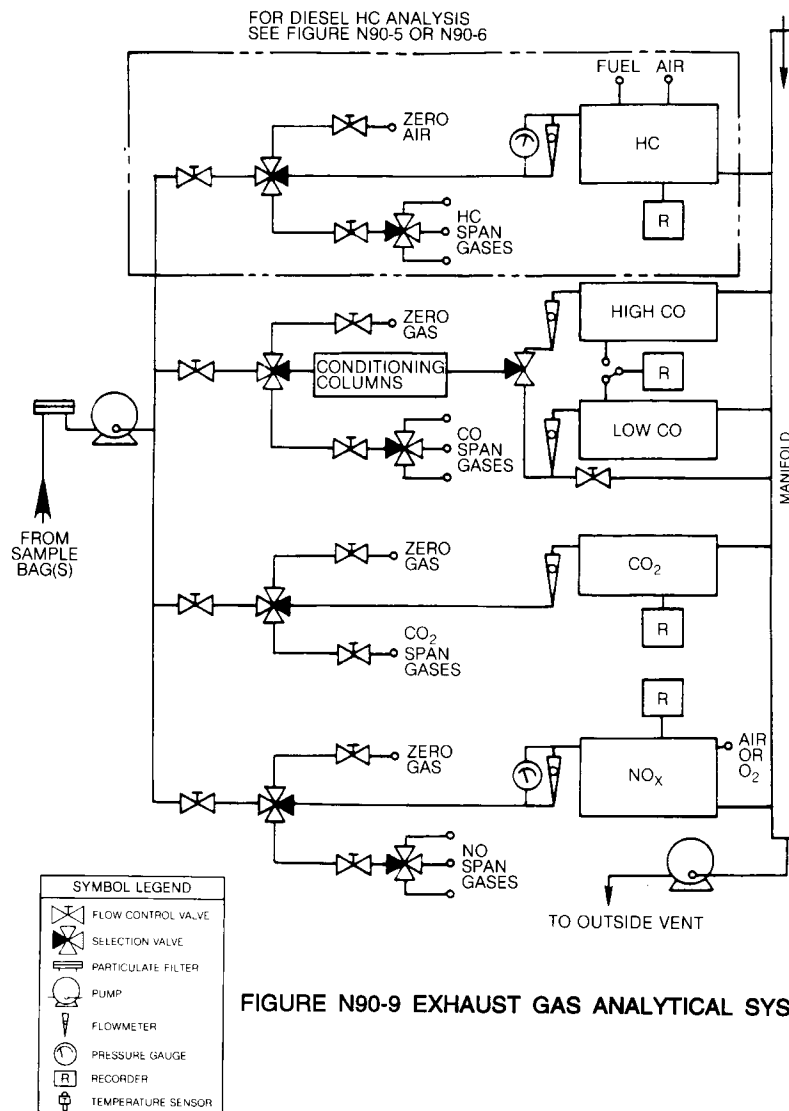 FOR DIESEL HC ANALYSIS
SEE FIGURE N90-5 OR N90-6
FUEL AIR
ZERO
AIR
HC
R
HC
SPAN
GASES
ZERO
GAS
HIGH CO
CONDITIONING
COLUMNS
R
CO
SPAN
GASES
LOW CO
MANIFOLD
FROM
SAMPLE
BAG(S)
ZERO
GAS
CO₂
R
CO₂
SPAN
GASES
R
ZERO
GAS
NOX
AIR
OR
O₂
NO
SPAN
GASES
TO OUTSIDE VENT
SYMBOL LEGEND
FLOW CONTROL VALVE
SELECTION VALVE
PARTICULATE FILTER
PUMP
FLOWMETER
PRESSURE GAUGE
R RECORDER
T TEMPERATURE SENSOR
FIGURE N90-9 EXHAUST GAS ANALYTICAL SYS